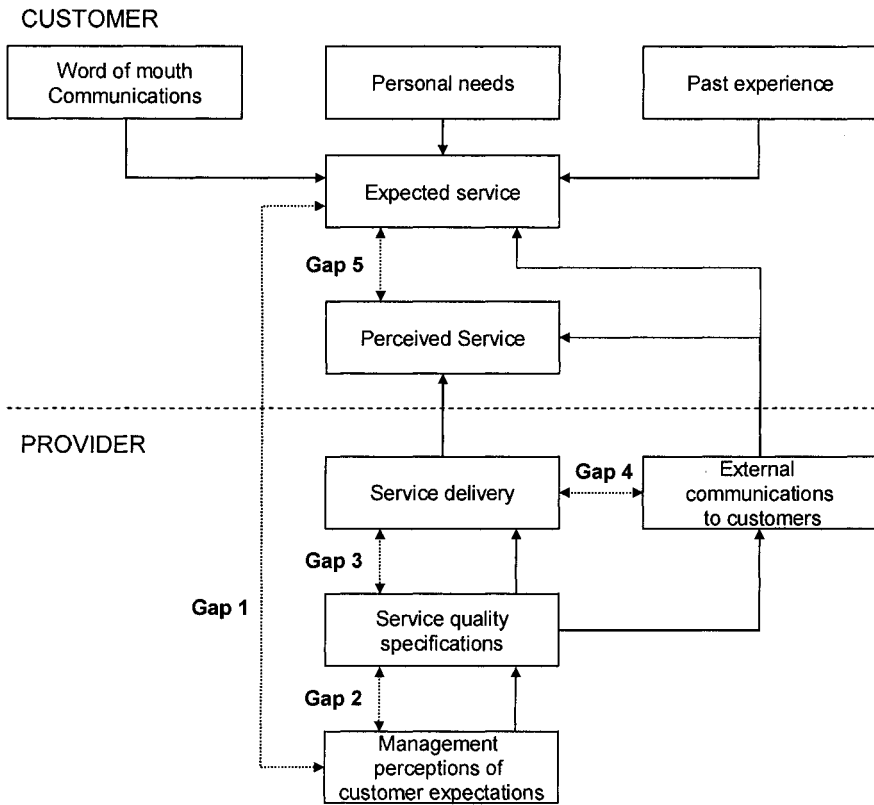 CUSTOMER
Word of mouth
Communications
Personal needs
Past experience
Expected service
Gap 5
Perceived Service
PROVIDER
Service delivery
Gap 4
External
communications
to customers
Gap 3
Gap 1
Service quality
specifications
Gap 2
Management
perceptions of
customer expectations